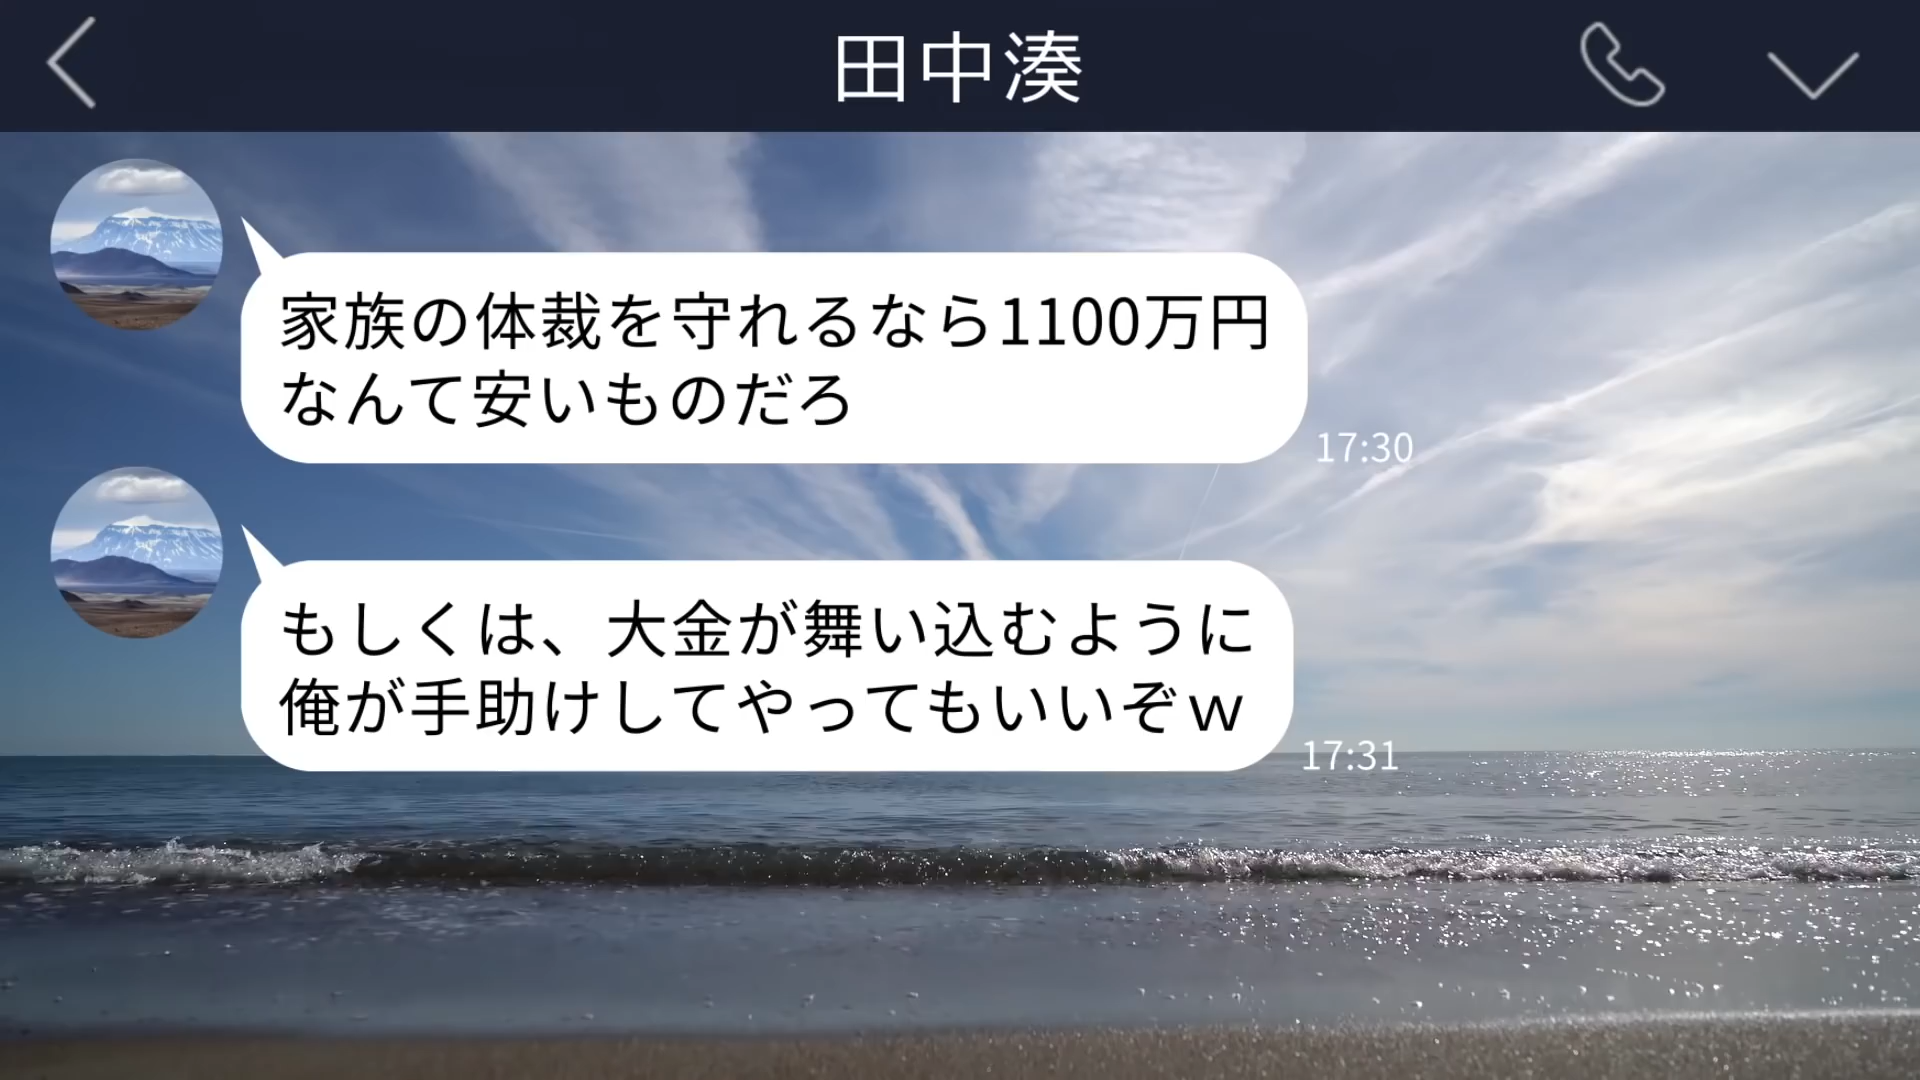 田中湊
家族の体裁を守れるなら1100万円
なんて安いものだろ
17:30
もしくは、大金が舞い込むように
俺が手助けしてやってもいいぞｗ
17:31